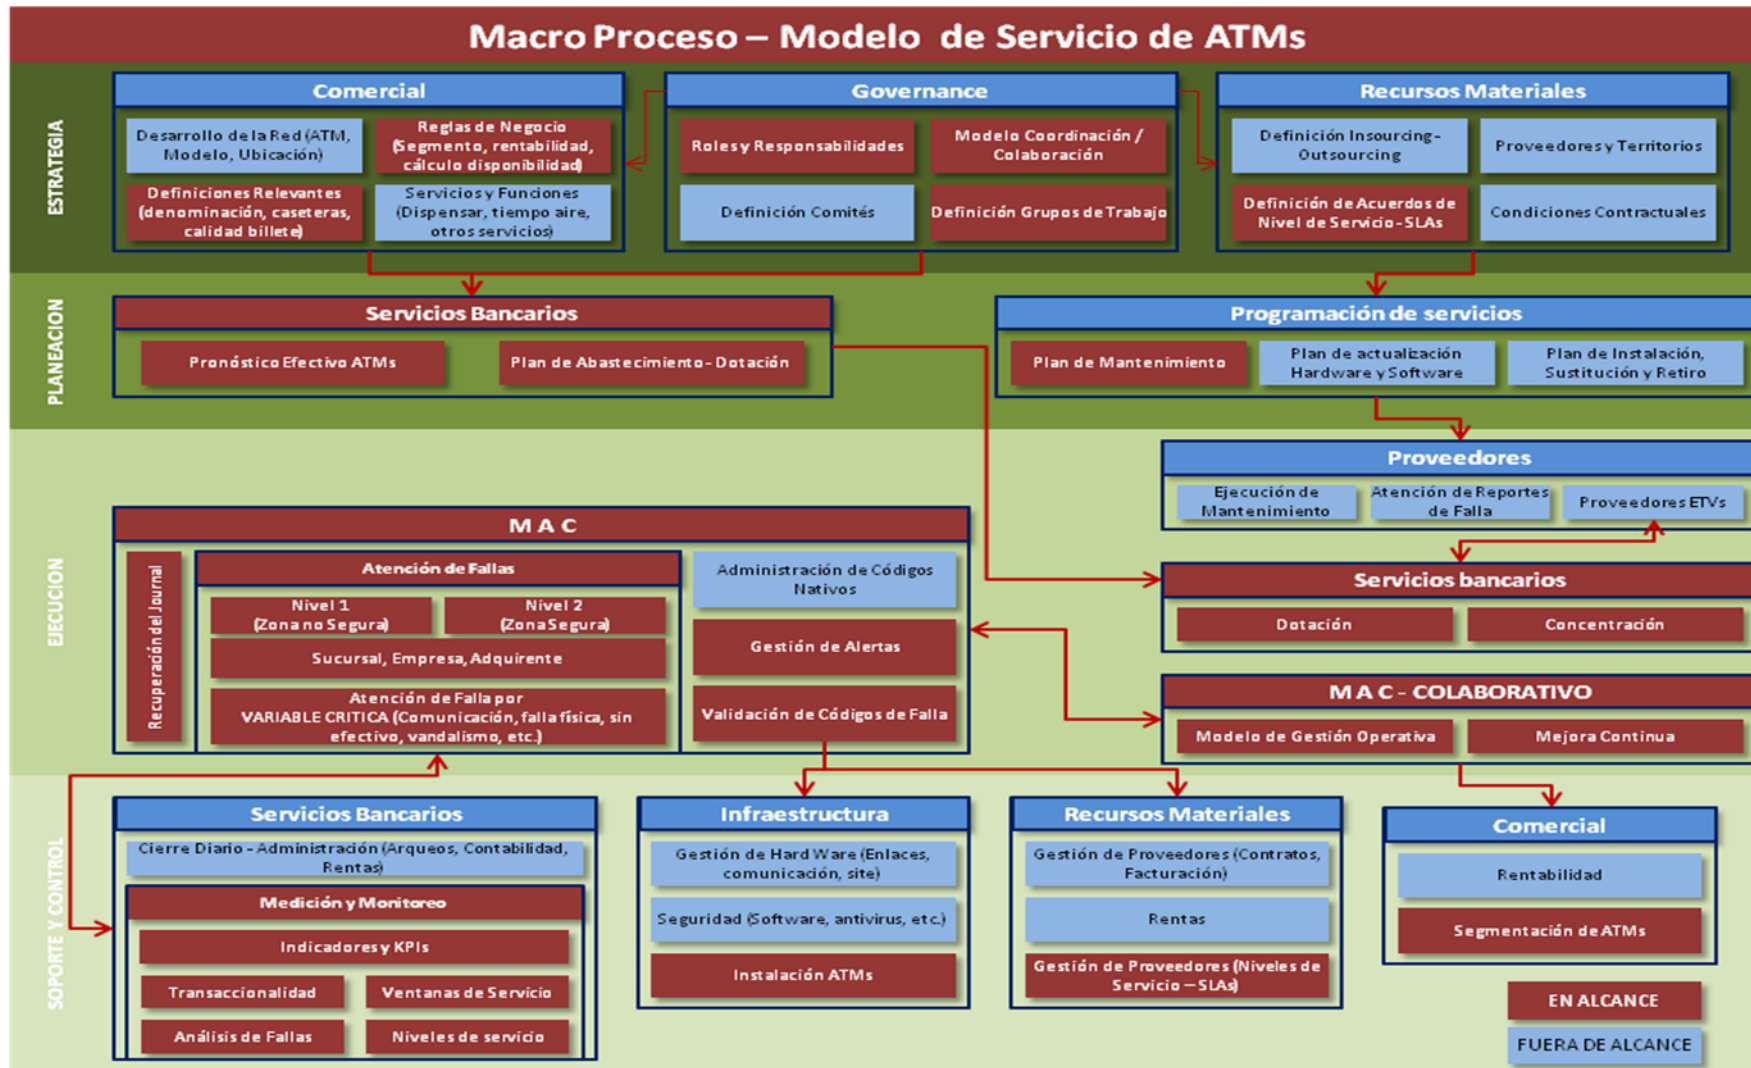 Macro Proceso – Modelo de Servicio de ATMs
ESTRATEGIA
Comercial
Desarrollo de la Red (ATM,
Modelo, Ubicación)
Reglas de Negocio
(Segmento, rentabilidad,
cálculo disponibilidad)
Definiciones Relevantes
(denominación, caseteras,
calidad billete)
Servicios y Funciones
(Dispensar, tiempo aire,
otros servicios)
Governance
Roles y Responsabilidades
Modelo Coordinación /
Colaboración
Definición Comités
Definición Grupos de Trabajo
Recursos Materiales
Definición Insourcing-
Outsourcing
Proveedores y Territorios
Definición de Acuerdos de
Nivel de Servicio-SLAs
Condiciones Contractuales
PLANEACION
Servicios Bancarios
Pronóstico Efectivo ATMs
Plan de Abastecimiento- Dotación
Programación de servicios
Plan de Mantenimiento
Plan de actualización
Hardware y Software
Plan de Instalación,
Sustitución y Retiro
EJECUCION
Proveedores
Ejecución de
Mantenimiento
Atención de Reportes
de Falla
Proveedores ETVs
M A C
Recuperación del Journal
Atención de Fallas
Nivel 1
(Zona no Segura)
Nivel 2
(Zona Segura)
Sucursal, Empresa, Adquirente
Atención de Falla por
VARIABLE CRITICA (Comunicación, falla física, sin
efectivo, vandalismo, etc.)
Administración de Códigos
Nativos
Gestión de Alertas
Validación de Códigos de Falla
Servicios bancarios
Dotación
Concentración
M A C - COLABORATIVO
Modelo de Gestión Operativa
Mejora Continua
SOPORTE Y CONTROL
Servicios Bancarios
Cierre Diario - Administración (Arqueos, Contabilidad,
Rentas)
Medición y Monitoreo
Indicadores y KPIs
Transaccionalidad
Ventanas de Servicio
Análisis de Fallas
Niveles de servicio
Infraestructura
Gestión de Hard Ware (Enlaces,
comunicación, site)
Seguridad (Software, antivirus, etc.)
Instalación ATMs
Recursos Materiales
Gestión de Proveedores (Contratos,
Facturación)
Rentas
Gestión de Proveedores (Niveles de
Servicio – SLAs)
Comercial
Rentabilidad
Segmentación de ATMs
EN ALCANCE
FUERA DE ALCANCE